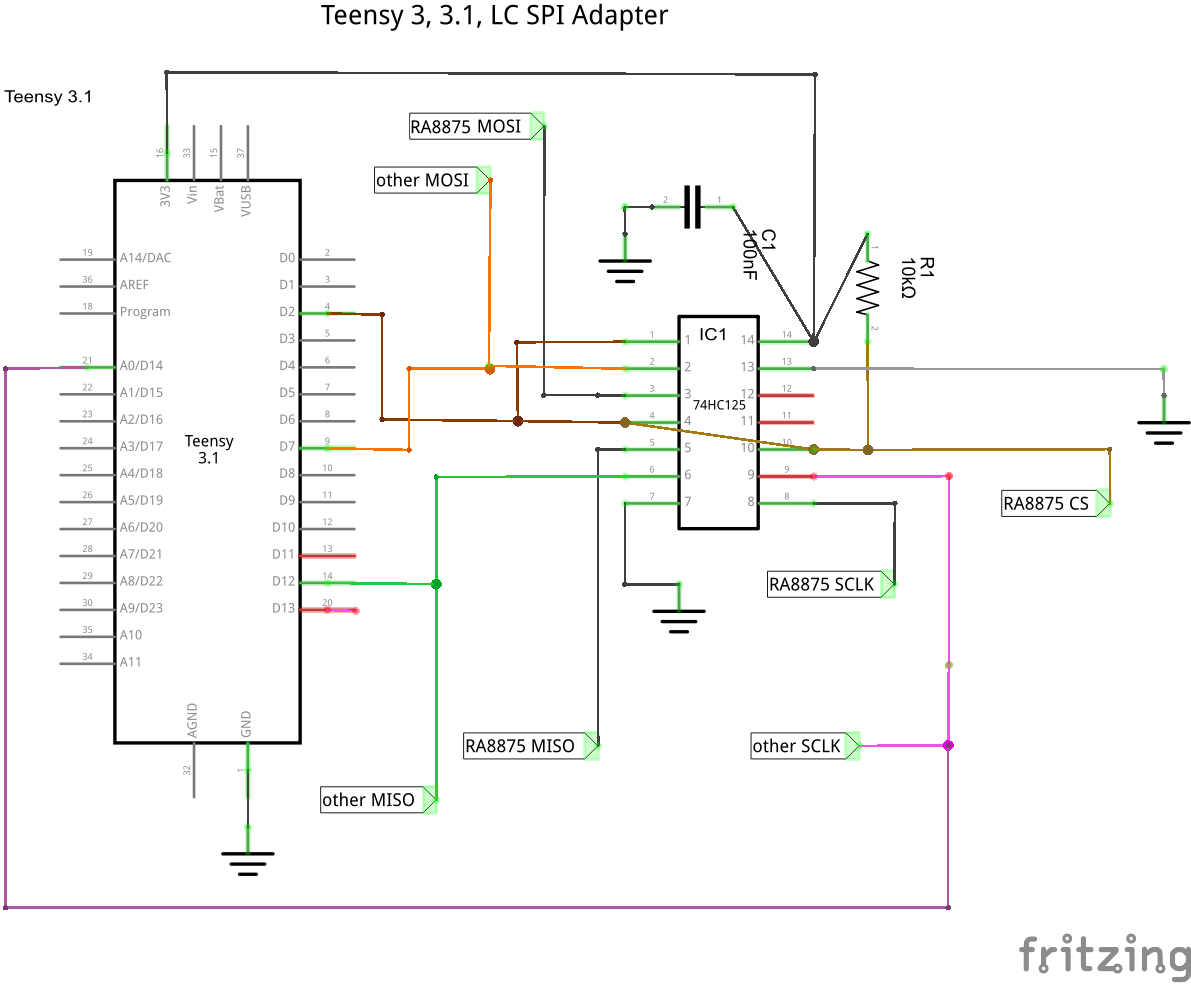 Teensy 3, 3.1, LC SPI Adapter
Teensy 3.1
RA8875 MOSI
other MOSI
16
33
15
37
3V3
Vin
VBat
VUSB
19 A14/DAC
36 AREF
18 Program
21 A0/D14
22 A1/D15
23 A2/D16
24 A3/D17
25 A4/D18
26 A5/D19
27 A6/D20
28 A7/D21
29 A8/D22
30 A9/D23
35 A10
34 A11
Teensy
3.1
D0 2
D1 3
D2 4
D3 5
D4 6
D5 7
D6 8
D7 9
D8 10
D9 11
D10 12
D11 13
D12 14
D13 20
AGND
GND
32
1
2
1
C1
100nF
1
R1
10kΩ
2
IC1
74HC125
1 1
2 2
3 3
4 4
5 5
6 6
7 7
14 14
13 13
12 12
11 11
10 10
9 9
8 8
RA8875 CS
RA8875 SCLK
RA8875 MISO
other SCLK
other MISO
fritzing